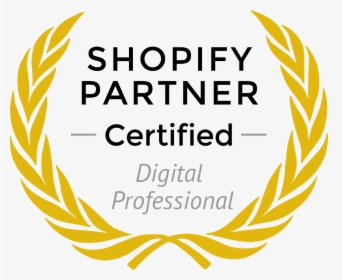 SHOPIFY
PARTNER
Certified
Digital
Professional